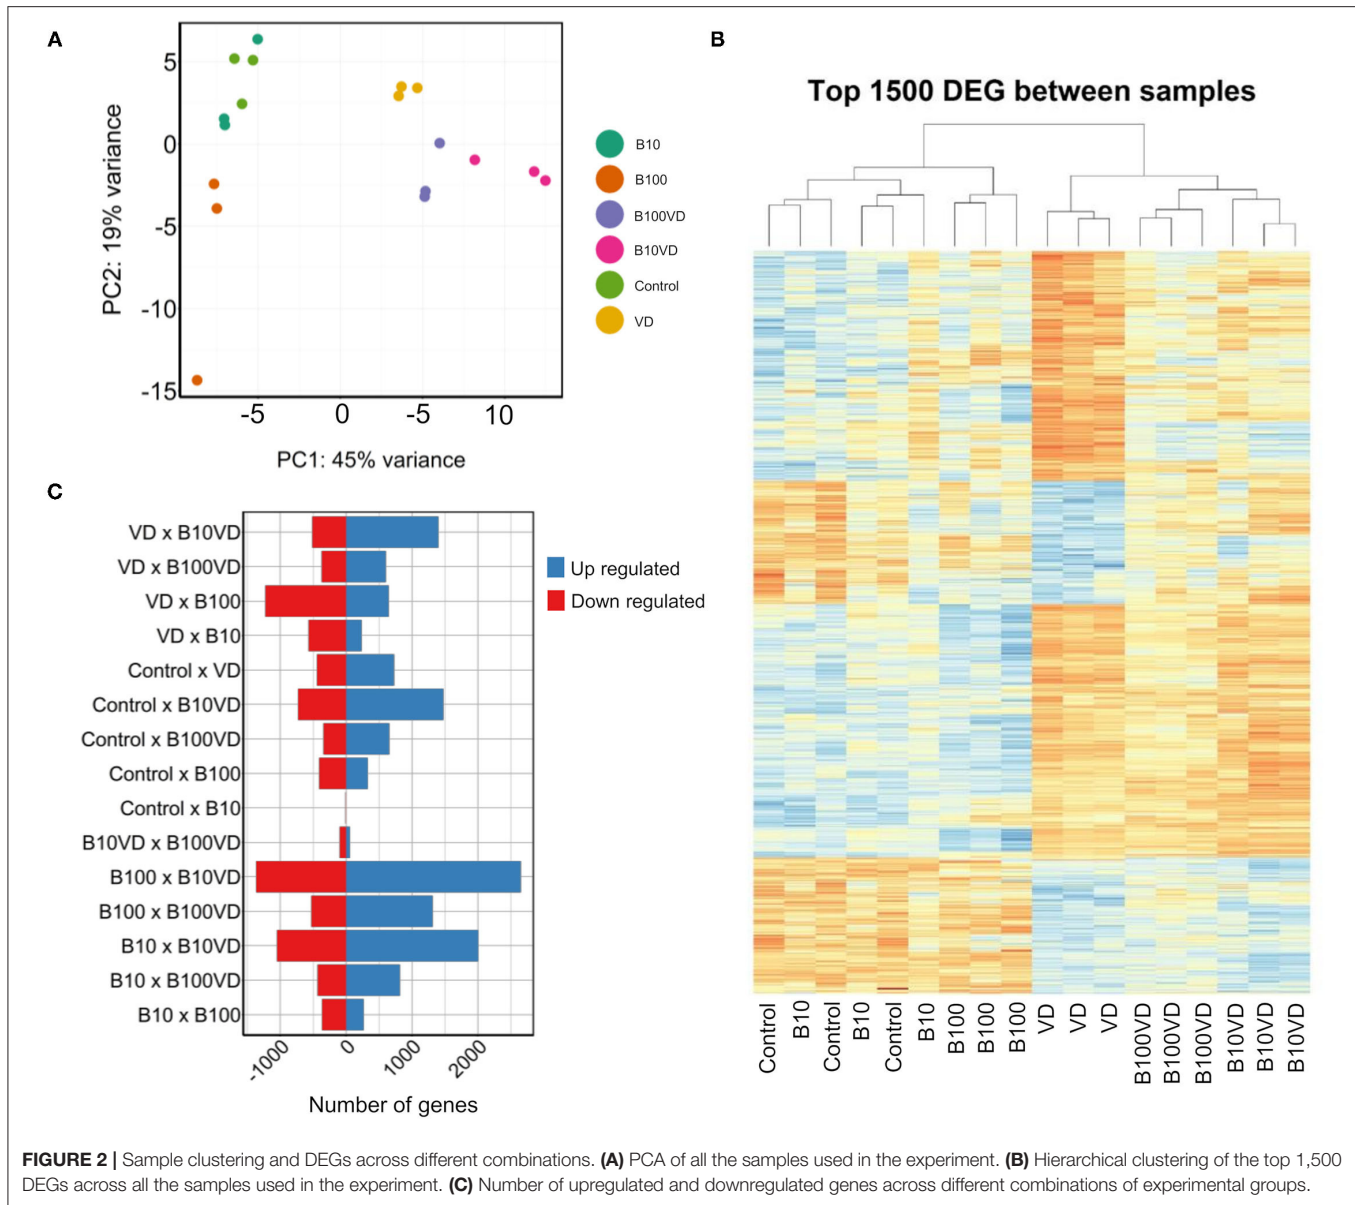 A
5
0
-5
-10
-15
PC2: 19% variance
-5
0
-5
10
PC1: 45% variance
B10
B100
B100VD
B10VD
Control
VD
B
Top 1500 DEG between samples
Control
B10
Control
B10
Control
B10
B100
B100
B100
VD
VD
VD
B100VD
B100VD
B100VD
B10VD
B10VD
B10VD
C
VD x B10VD
VD x B100VD
VD x B100
VD x B10
Control x VD
Control x B10VD
Control x B100VD
Control x B100
Control x B10
B10VD x B100VD
B100 x B10VD
B100 x B100VD
B10 x B10VD
B10 x B100VD
B10 x B100
-1000
0
1000
2000
Number of genes
Up regulated
Down regulated
FIGURE 2 | Sample clustering and DEGs across different combinations. (A) PCA of all the samples used in the experiment. (B) Hierarchical clustering of the top 1,500
DEGs across all the samples used in the experiment. (C) Number of upregulated and downregulated genes across different combinations of experimental groups.